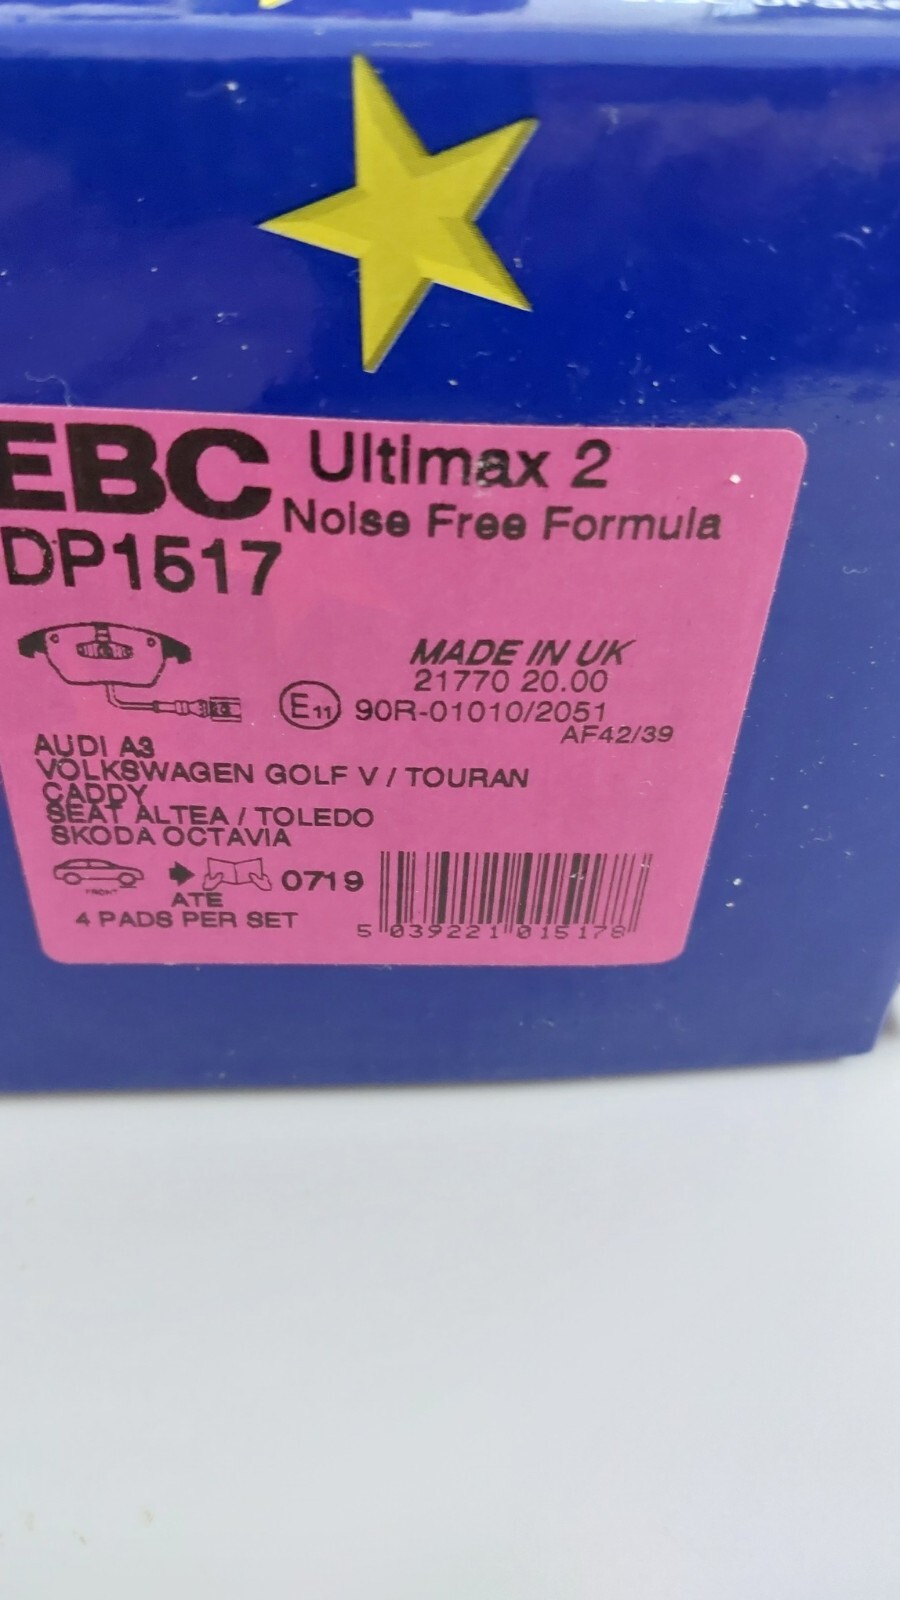 EBC Ultimax 2
Noise Free Formula
DP1517
MADE IN UK
21770 20.00
E11 90R-01010/2051
AF42/39
AUDI A3
VOLKSWAGEN GOLF V / TOURAN
CADDY
SEAT ALTEA / TOLEDO
SKODA OCTAVIA
FRONT
0719
ATE
4 PADS PER SET
5 039221 015178